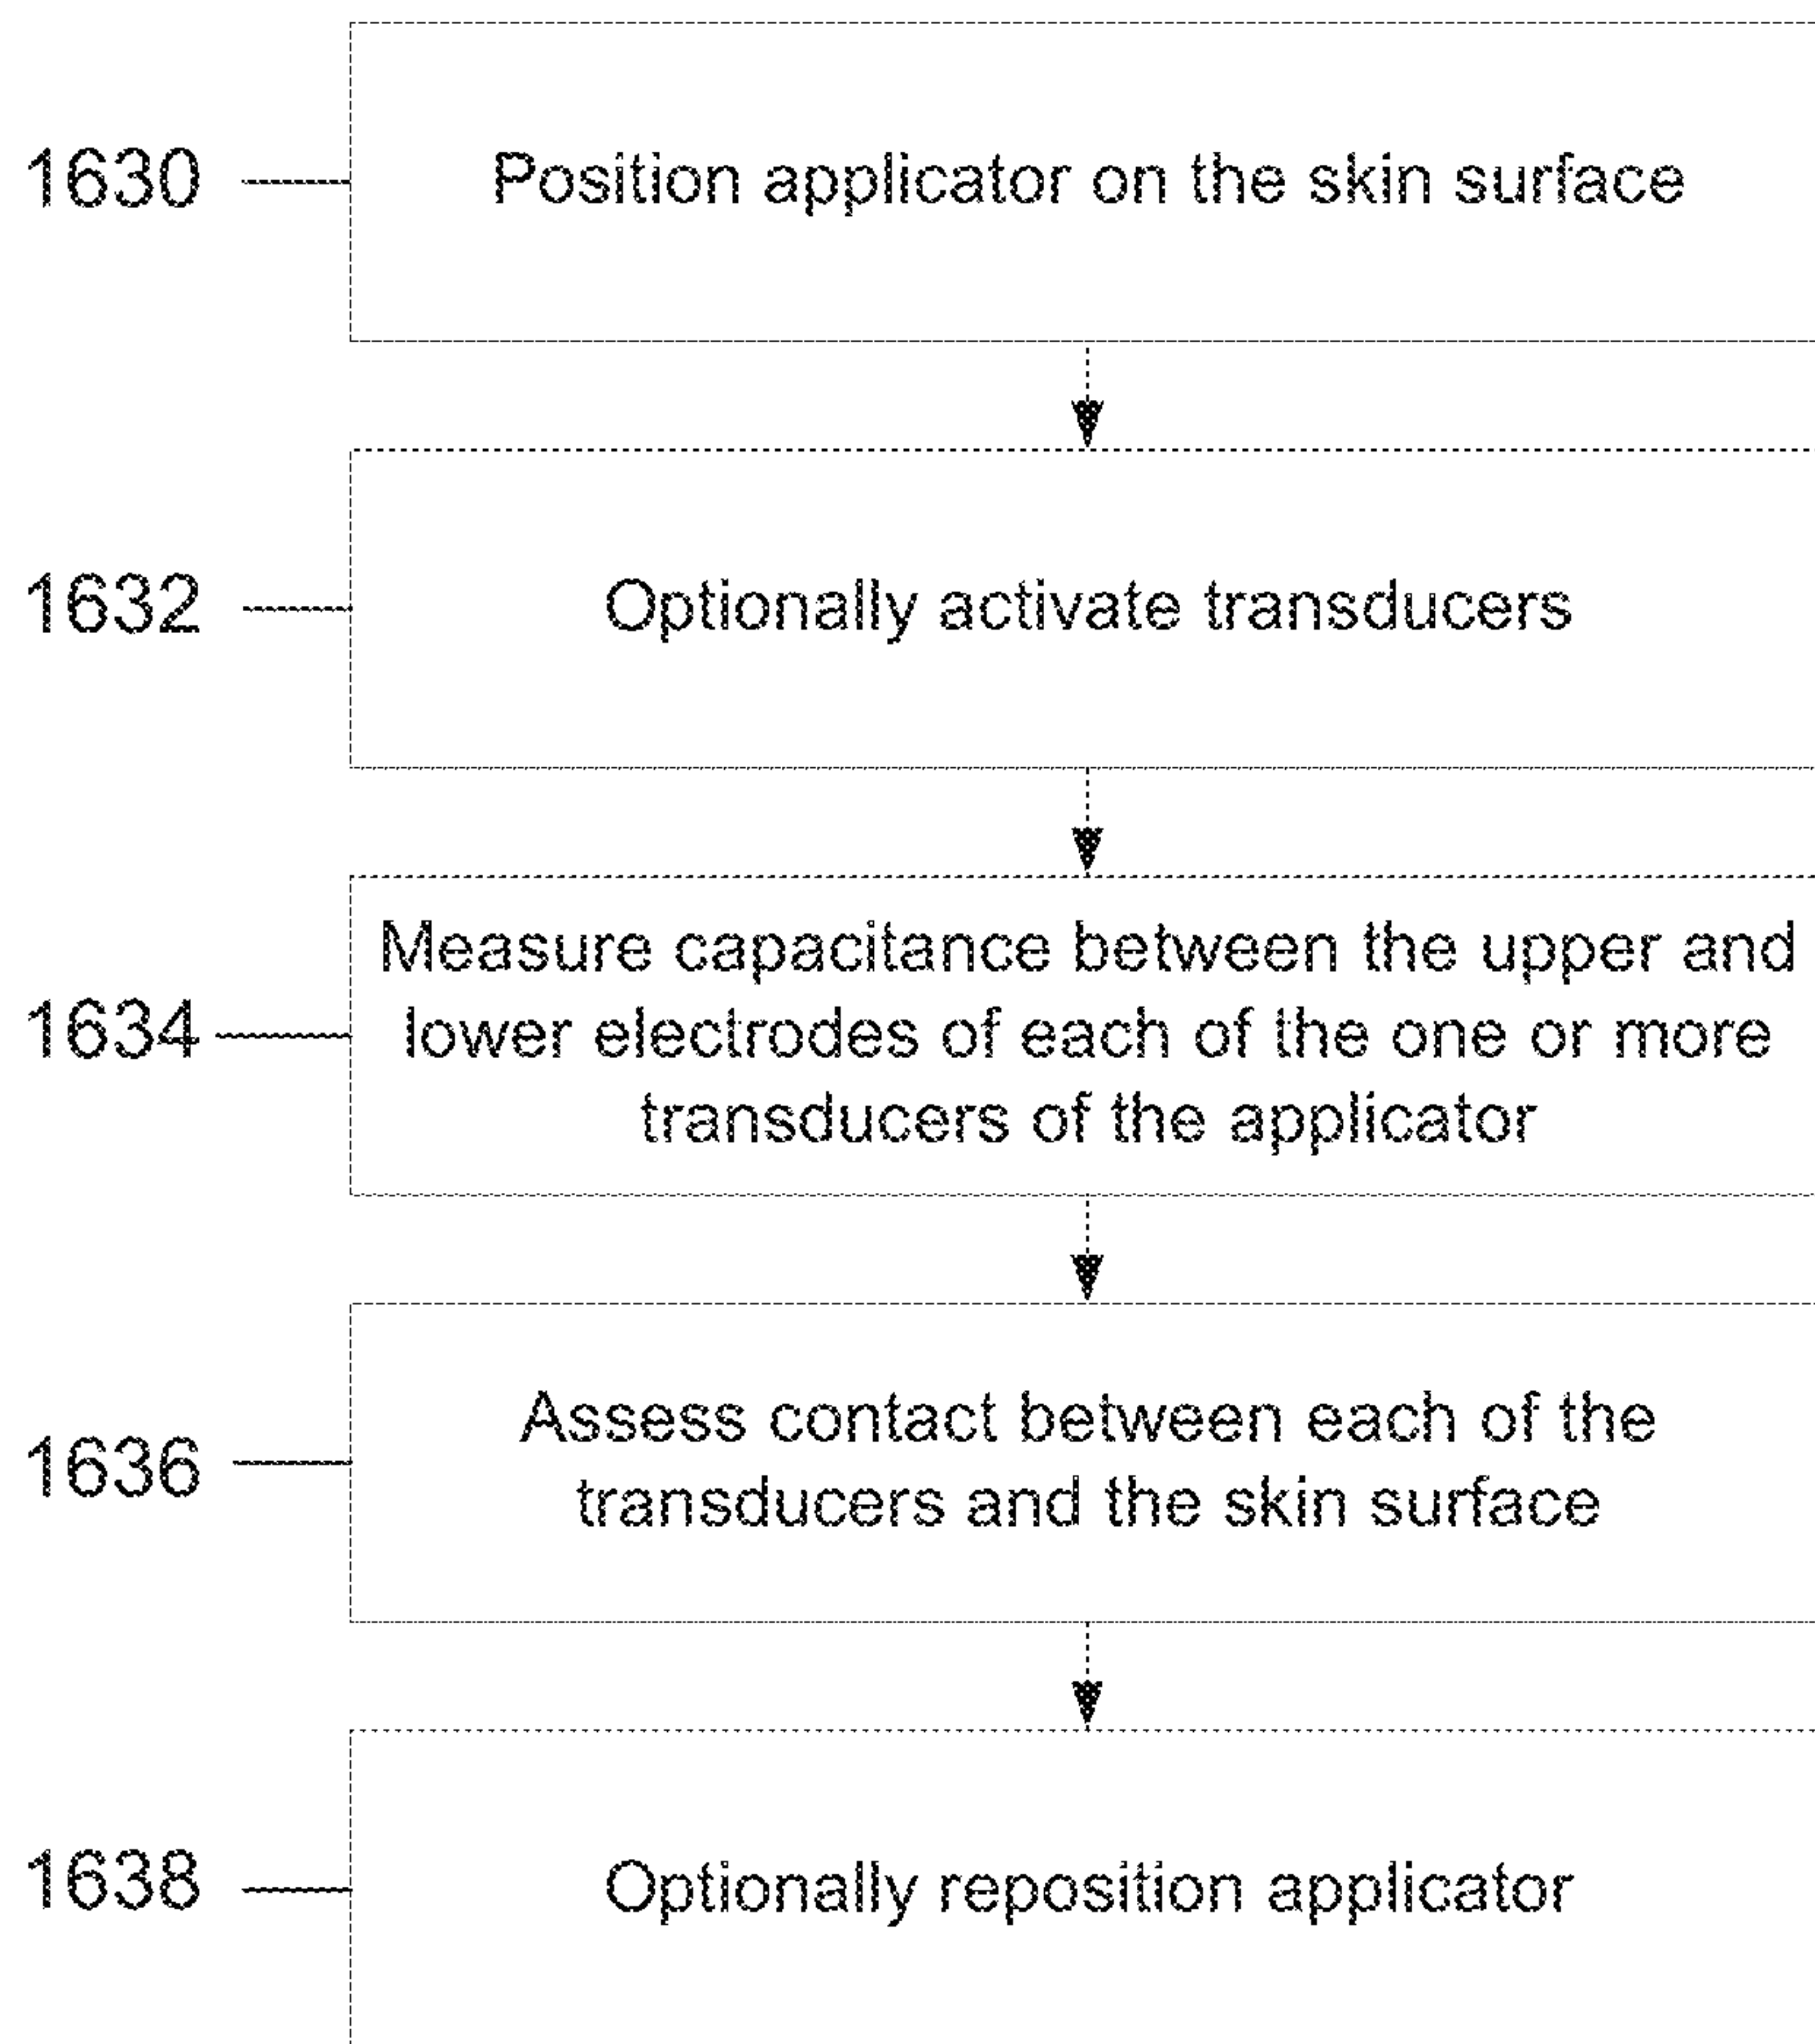 1630
Position applicator on the skin surface
1632
Optionally activate transducers
Measure capacitance between the upper and
1634
lower electrodes of each of the one or more
transducers of the applicator
Assess contact between each of the
1636
transducers and the skin surface
1638
Optionally reposition applicator